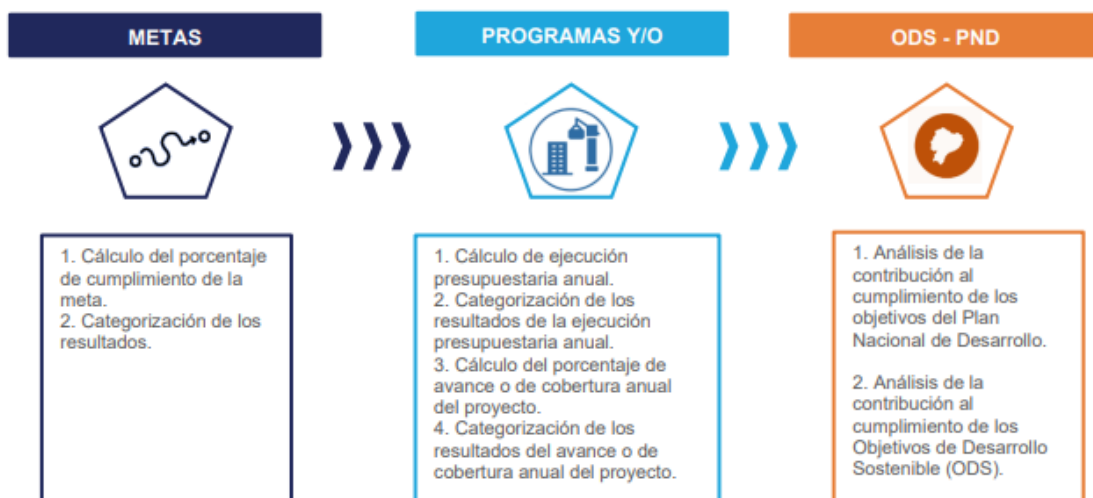 METAS
PROGRAMAS Y/O
ODS - PND
1. Cálculo del porcentaje
de cumplimiento de la
meta.
2. Categorización de los
resultados.
1. Cálculo de ejecución
presupuestaria anual.
2. Categorización de los
resultados de la ejecución
presupuestaria anual.
3. Cálculo del porcentaje de
avance o de cobertura anual
del proyecto.
4. Categorización de los
resultados del avance o de
cobertura anual del proyecto.
1. Análisis de la
contribución al
cumplimiento de los
objetivos del Plan
Nacional de Desarrollo.
2. Análisis de la
contribución al
cumplimiento de los
Objetivos de Desarrollo
Sostenible (ODS).